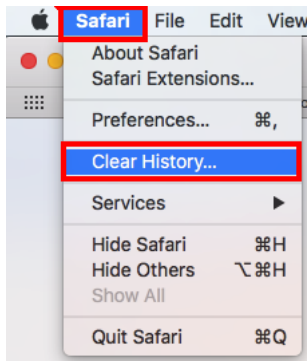 Safari File Edit View
About Safari
Safari Extensions...
Preferences... ⌘,
Clear History...
Services ▶
Hide Safari ⌘H
Hide Others ⌥⌘H
Show All
Quit Safari ⌘Q